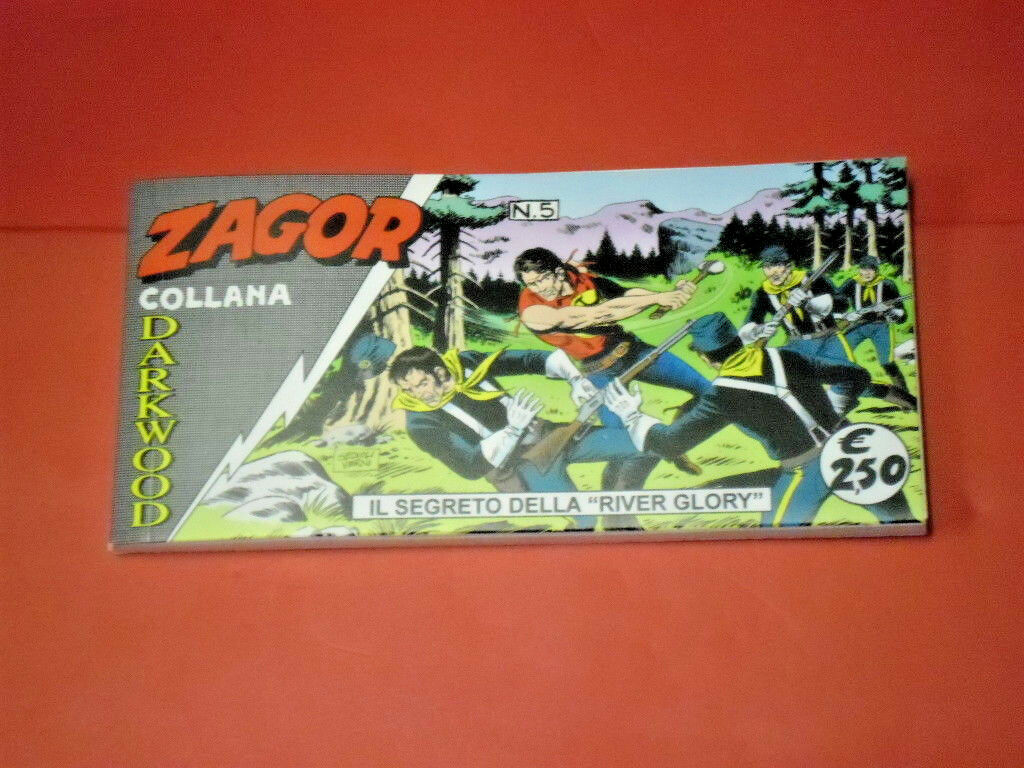 ZAGOR
COLLANA
DARKWOOD
N.5
€
2,50
IL SEGRETO DELLA "RIVER GLORY"